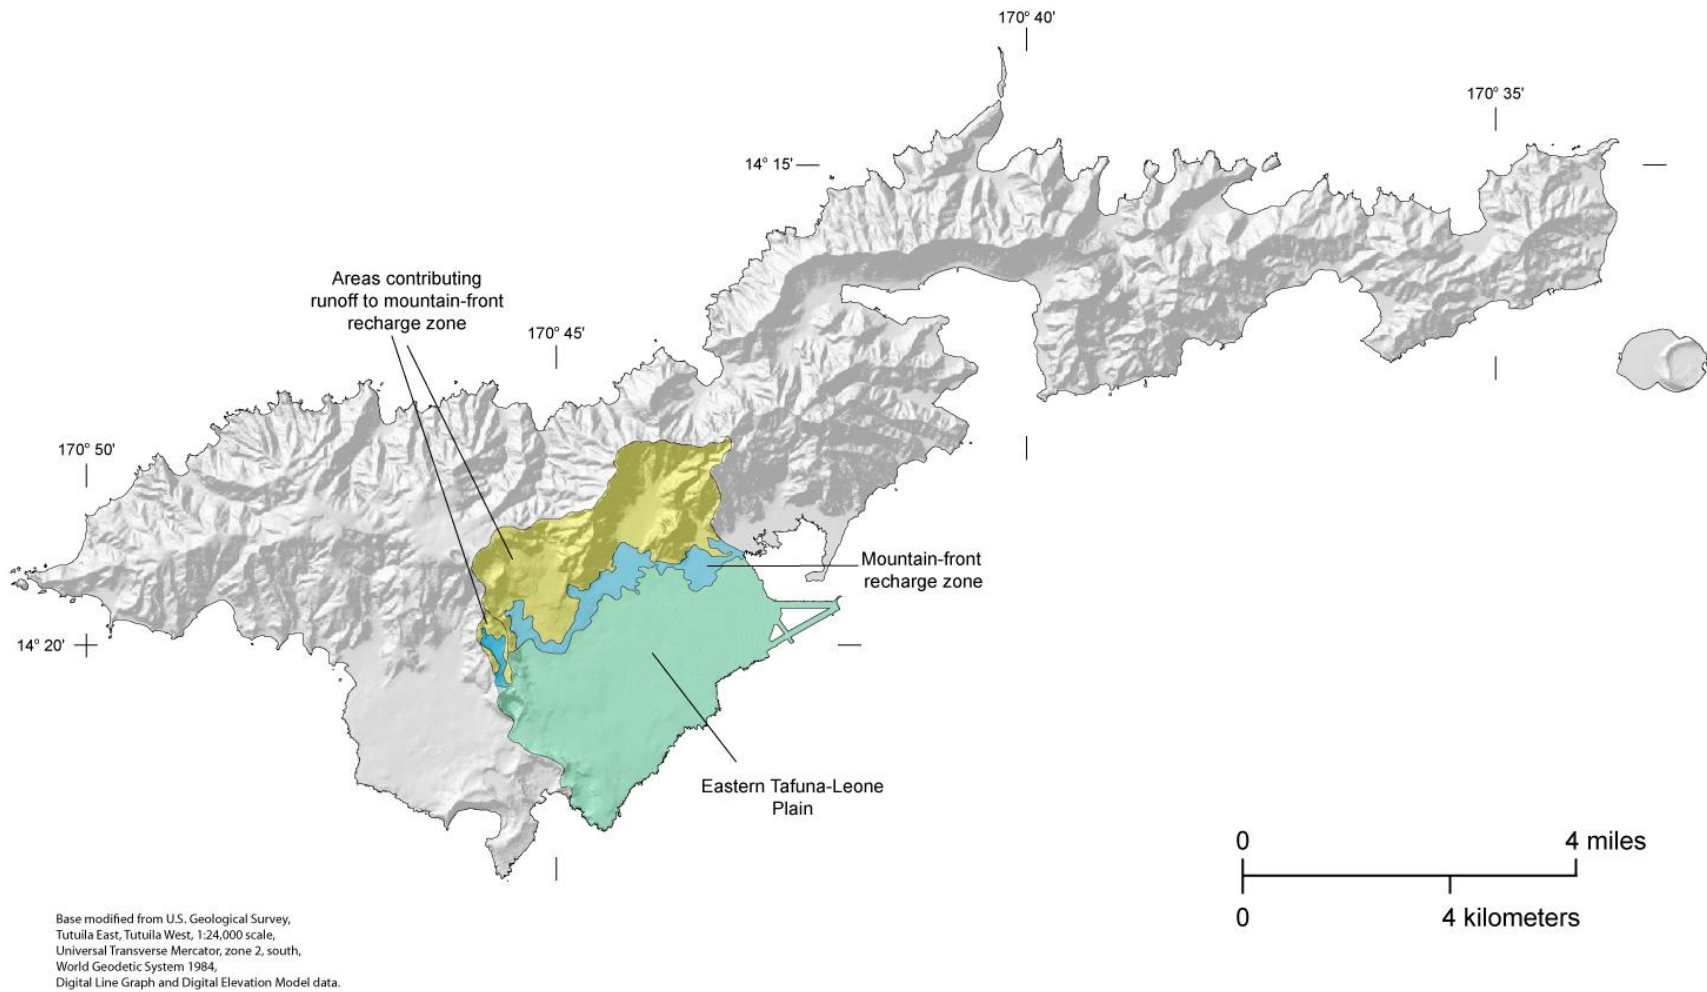 170° 40'
170° 35'
14° 15'
Areas contributing
runoff to mountain-front
recharge zone
170° 45'
170° 50'
Mountain-front
recharge zone
14° 20'
Eastern Tafuna-Leone
Plain
0 4 miles
0 4 kilometers
Base modified from U.S. Geological Survey,
Tutuila East, Tutuila West, 1:24,000 scale,
Universal Transverse Mercator, zone 2, south,
World Geodetic System 1984,
Digital Line Graph and Digital Elevation Model data.